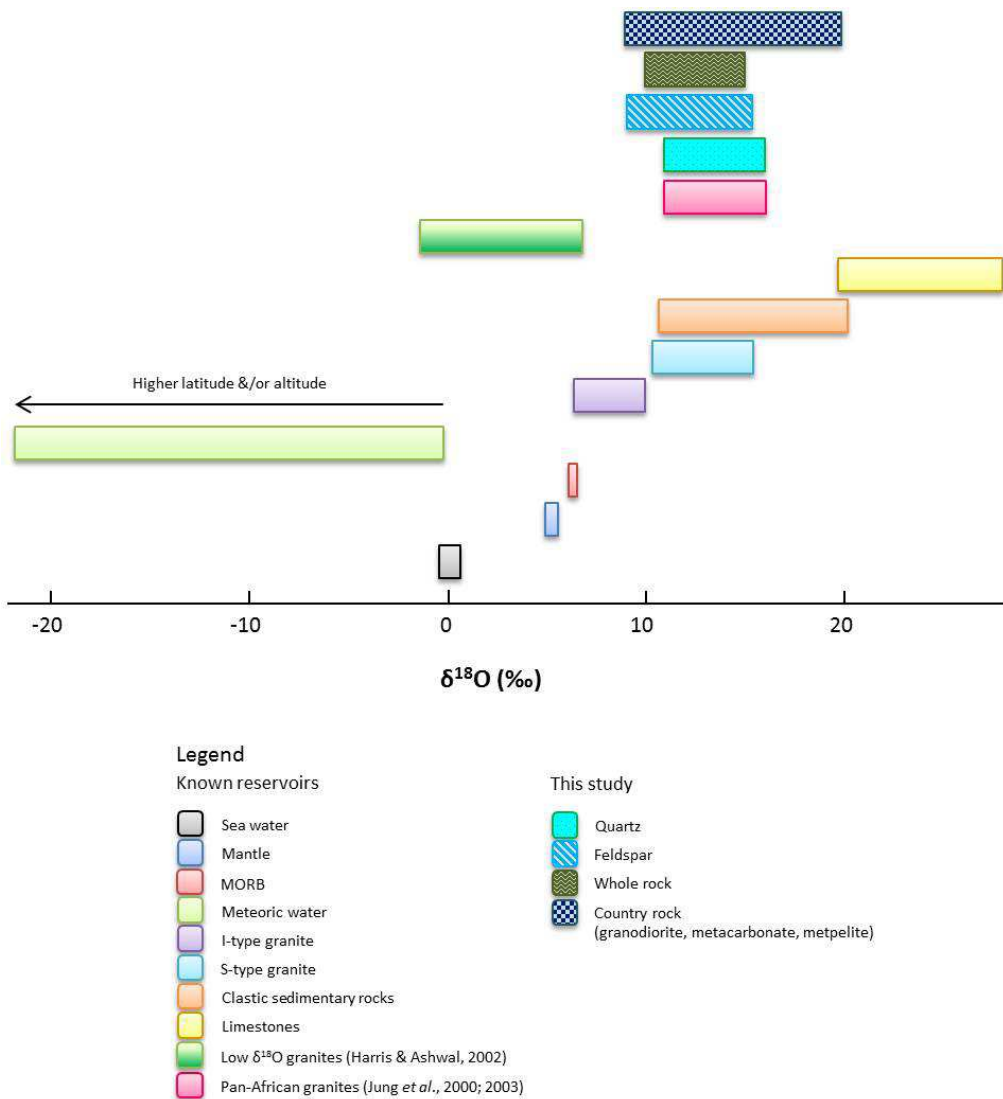 Higher latitude &/or altitude
-20 -10 0 10 20
δ¹⁸O (‰)
Legend
Known reservoirs
Sea water
Mantle
MORB
Meteoric water
I-type granite
S-type granite
Clastic sedimentary rocks
Limestones
Low δ¹⁸O granites (Harris & Ashwal, 2002)
Pan-African granites (Jung et al., 2000; 2003)
This study
Quartz
Feldspar
Whole rock
Country rock
(granodiorite, metacarbonate, metpelite)